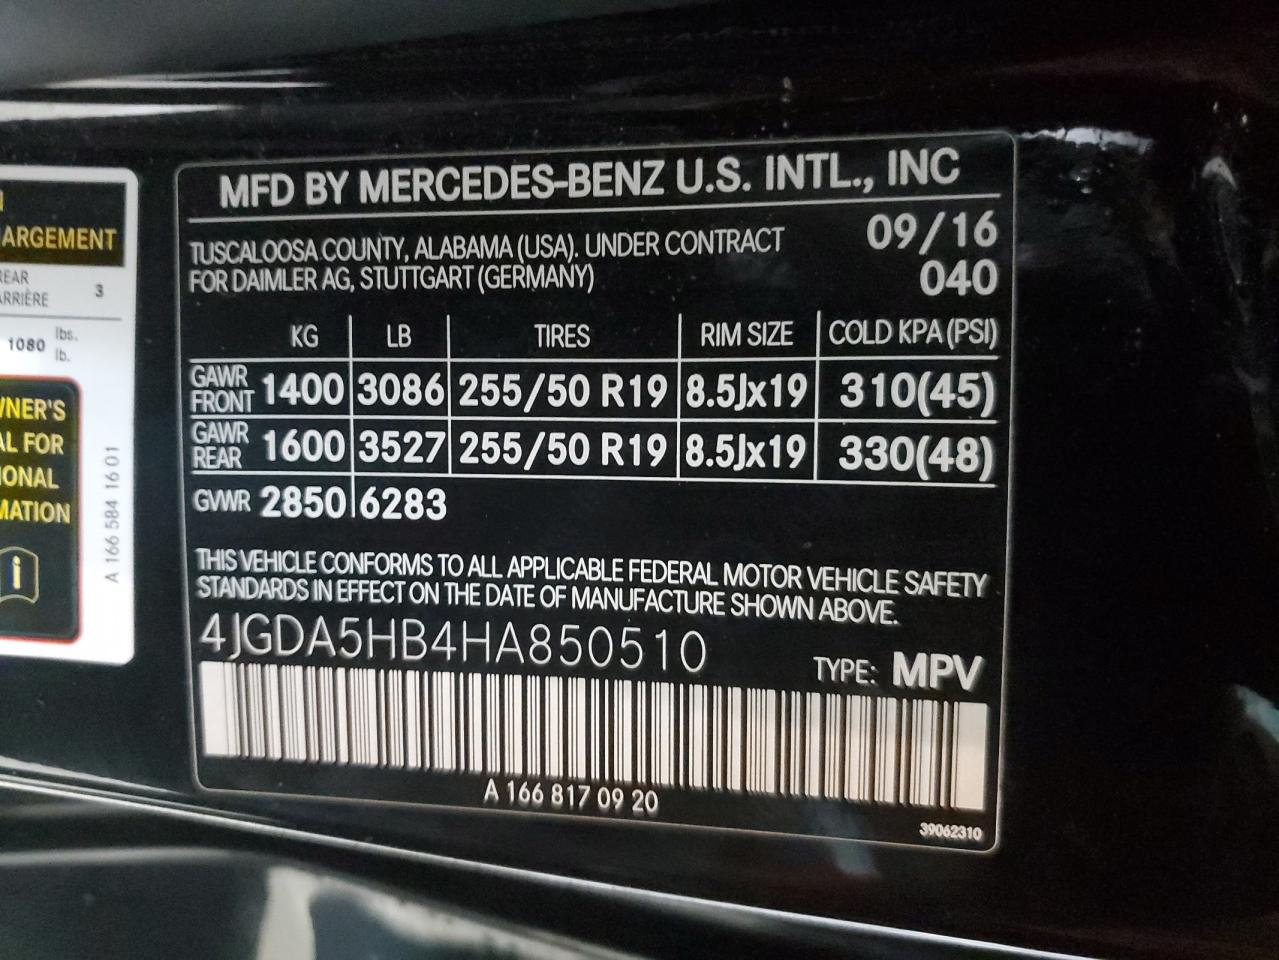 MFD BY MERCEDES-BENZ U.S. INTL., INC
TUSCALOOSA COUNTY, ALABAMA (USA). UNDER CONTRACT
FOR DAIMLER AG, STUTTGART (GERMANY)
09/16
040
KG LB TIRES RIM SIZE COLD KPA (PSI)
GAWR FRONT 1400 3086 255/50 R19 8.5Jx19 310(45)
GAWR REAR 1600 3527 255/50 R19 8.5Jx19 330(48)
GVWR 2850 6283
THIS VEHICLE CONFORMS TO ALL APPLICABLE FEDERAL MOTOR VEHICLE SAFETY
STANDARDS IN EFFECT ON THE DATE OF MANUFACTURE SHOWN ABOVE.
4JGDA5HB4HA850510
TYPE: MPV
A 166 817 09 20
39062310
ARGEMENT
REAR
ARRIÈRE 3
1080 lbs.
lb.
WNER'S
AL FOR
IONAL
MATION
i
A 166 584 16 01